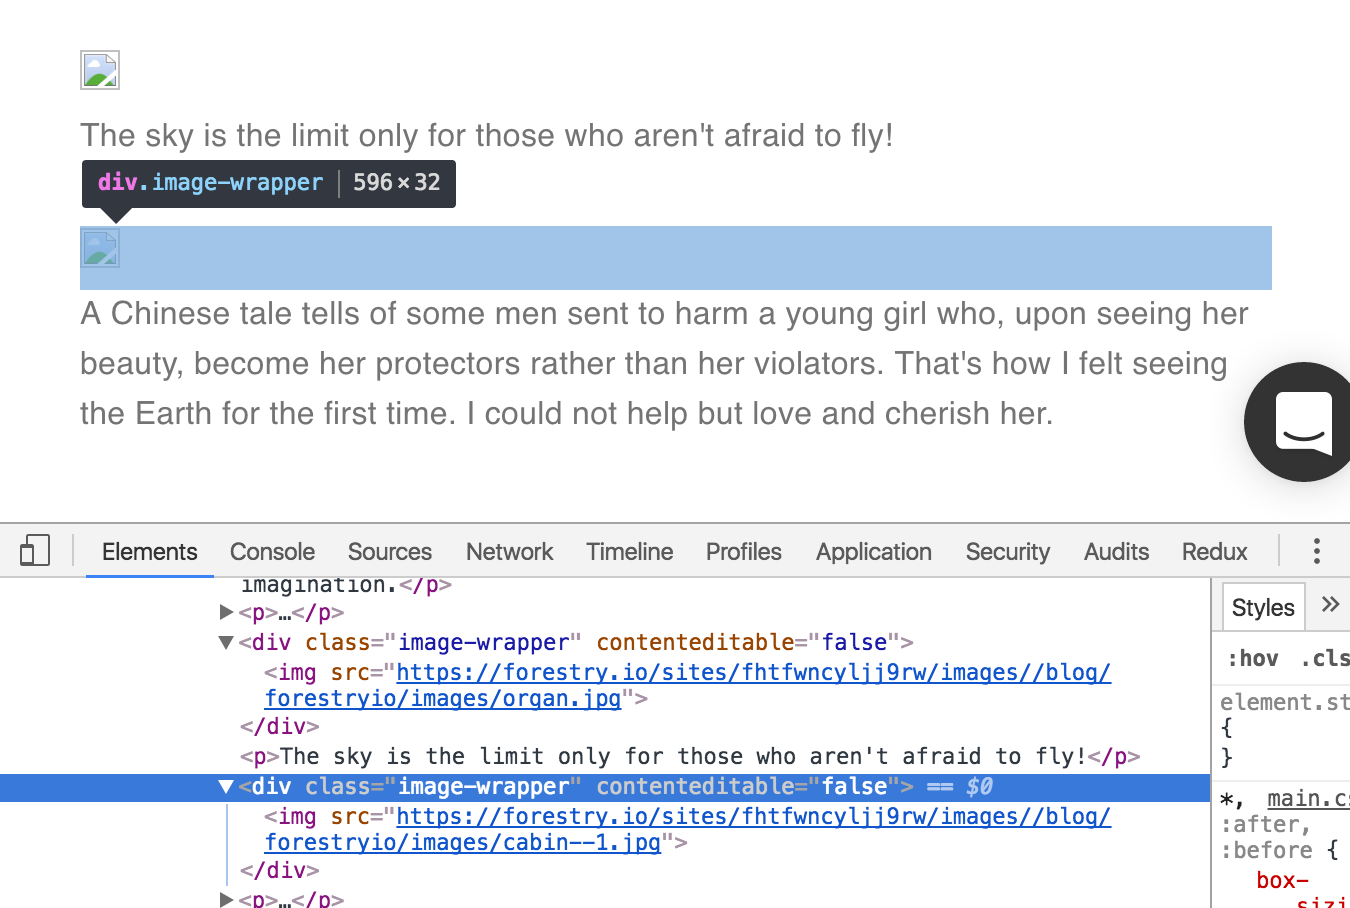 The sky is the limit only for those who aren't afraid to fly!
div.image-wrapper | 596×32
A Chinese tale tells of some men sent to harm a young girl who, upon seeing her
beauty, become her protectors rather than her violators. That's how I felt seeing
the Earth for the first time. I could not help but love and cherish her.
Elements Console Sources Network Timeline Profiles Application Security Audits Redux
imagination.</p>
<p>…</p>
<div class="image-wrapper" contenteditable="false">
<img src="https://forestry.io/sites/fhtfwncyljj9rw/images//blog/
forestryio/images/organ.jpg">
</div>
<p>The sky is the limit only for those who aren't afraid to fly!</p>
<div class="image-wrapper" contenteditable="false"> == $0
<img src="https://forestry.io/sites/fhtfwncyljj9rw/images//blog/
forestryio/images/cabin--1.jpg">
</div>
<p>…</p>
Styles »
:hov .cls
element.st
{
}
*, main.cs
:after,
:before {
box-
sizi